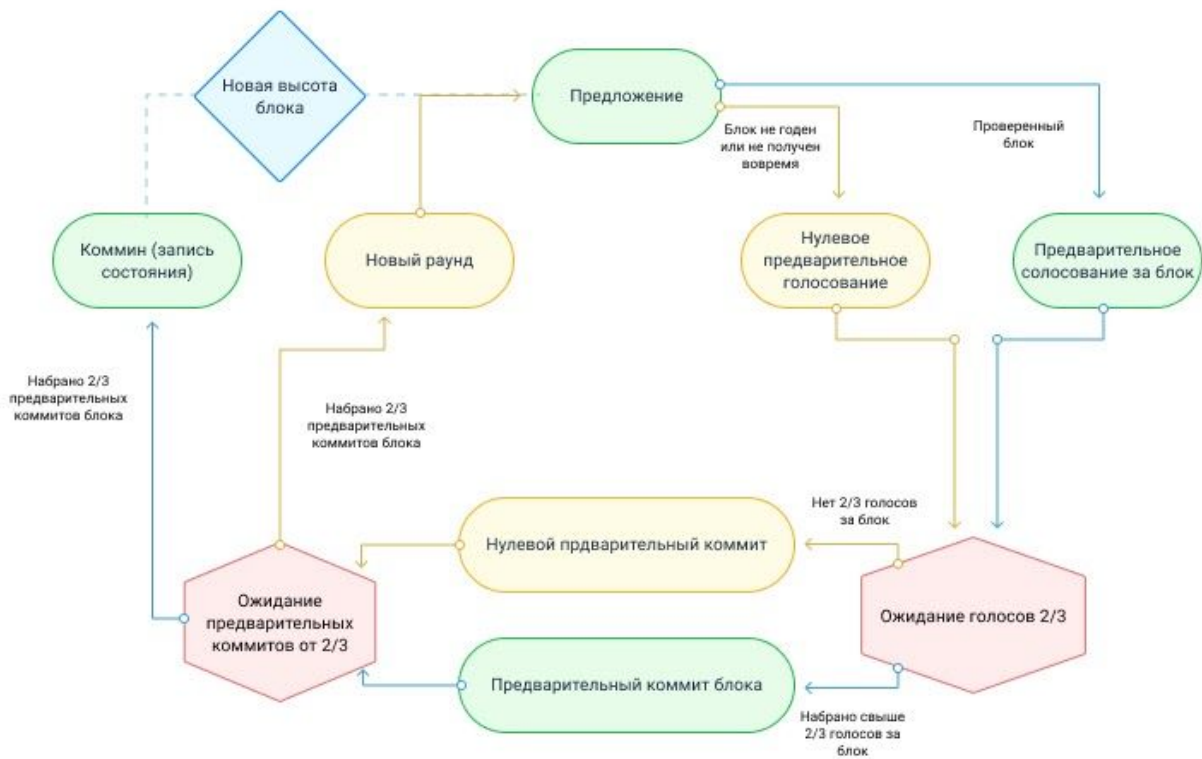 Новая высота
блока
Предложение
Блок не годен
или не получен
вовремя
Проверенный
блок
Коммин (запись
состояния)
Новый раунд
Нулевое
предварительное
голосование
Предварительное
солосование за блок
Набрано 2/3
предварительных
коммитов блока
Набрано 2/3
предварительных
коммитов блока
Нет 2/3 голосов
за блок
Нулевой прдварительный коммит
Ожидание
предварительных
коммитов от 2/3
Ожидание голосов 2/3
Предварительный коммит блока
Набрано свыше
2/3 голосов за
блок